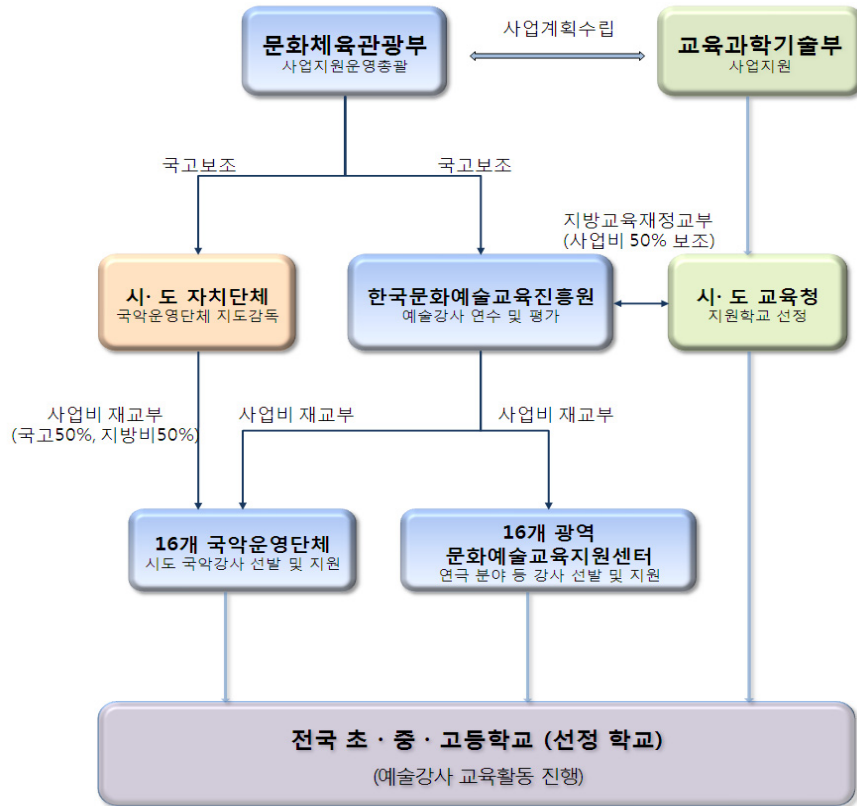 문화체육관광부
사업지원운영총괄
사업계획수립
교육과학기술부
사업지원
국고보조
국고보조
지방교육재정교부
(사업비 50% 보조)
시· 도 자치단체
국악운영단체 지도감독
한국문화예술교육진흥원
예술강사 연수 및 평가
시· 도 교육청
지원학교 선정
사업비 재교부
(국고50%, 지방비50%)
사업비 재교부
사업비 재교부
16개 국악운영단체
시도 국악강사 선발 및 지원
16개 광역
문화예술교육지원센터
연극 분야 등 강사 선발 및 지원
전국 초 · 중 · 고등학교 (선정 학교)
(예술강사 교육활동 진행)